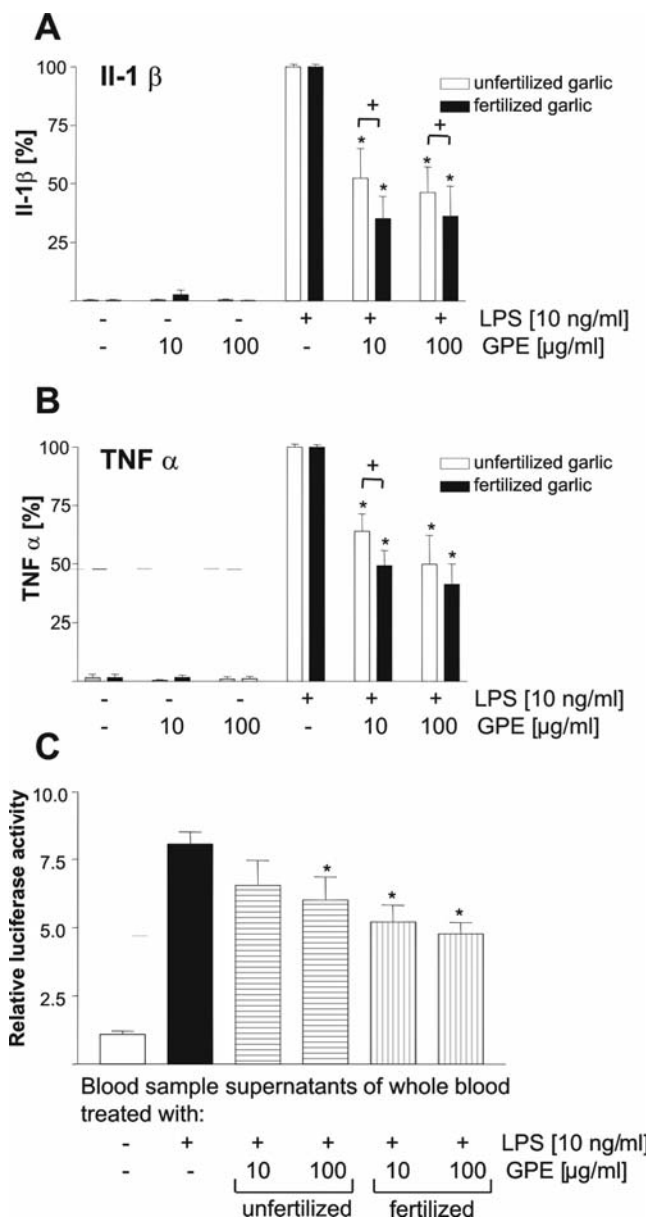 A
Il-1 β
unfertilized garlic
fertilized garlic
Il-1β [%]
100
75
50
25
+ +
* * * *
- - - + + + LPS [10 ng/ml]
- 10 100 - 10 100 GPE [µg/ml]
B
TNF α
unfertilized garlic
fertilized garlic
TNF α [%]
100
75
50
25
+
* * * *
- - - + + + LPS [10 ng/ml]
- 10 100 - 10 100 GPE [µg/ml]
C
Relative luciferase activity
10.0
7.5
5.0
2.5
* * *
Blood sample supernatants of whole blood
treated with:
- + + + + + LPS [10 ng/ml]
- - 10 100 10 100 GPE [µg/ml]
unfertilized fertilized